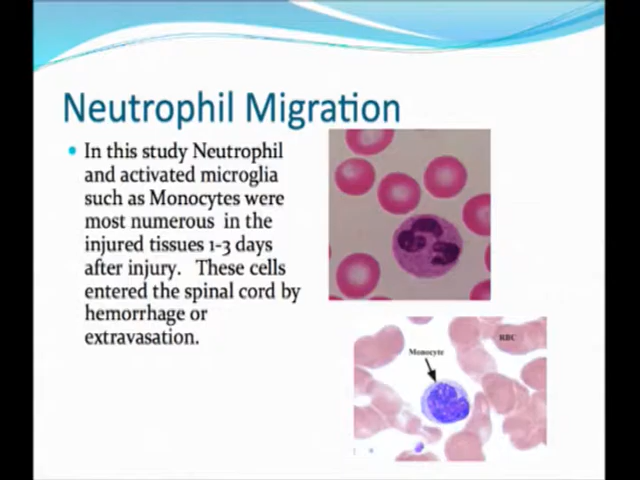 Neutrophil Migration
In this study Neutrophil
and activated microglia
such as Monocytes were
most numerous in the
injured tissues 1-3 days
after injury. These cells
entered the spinal cord by
hemorrhage or
extravasation.
RBC
Monocyte